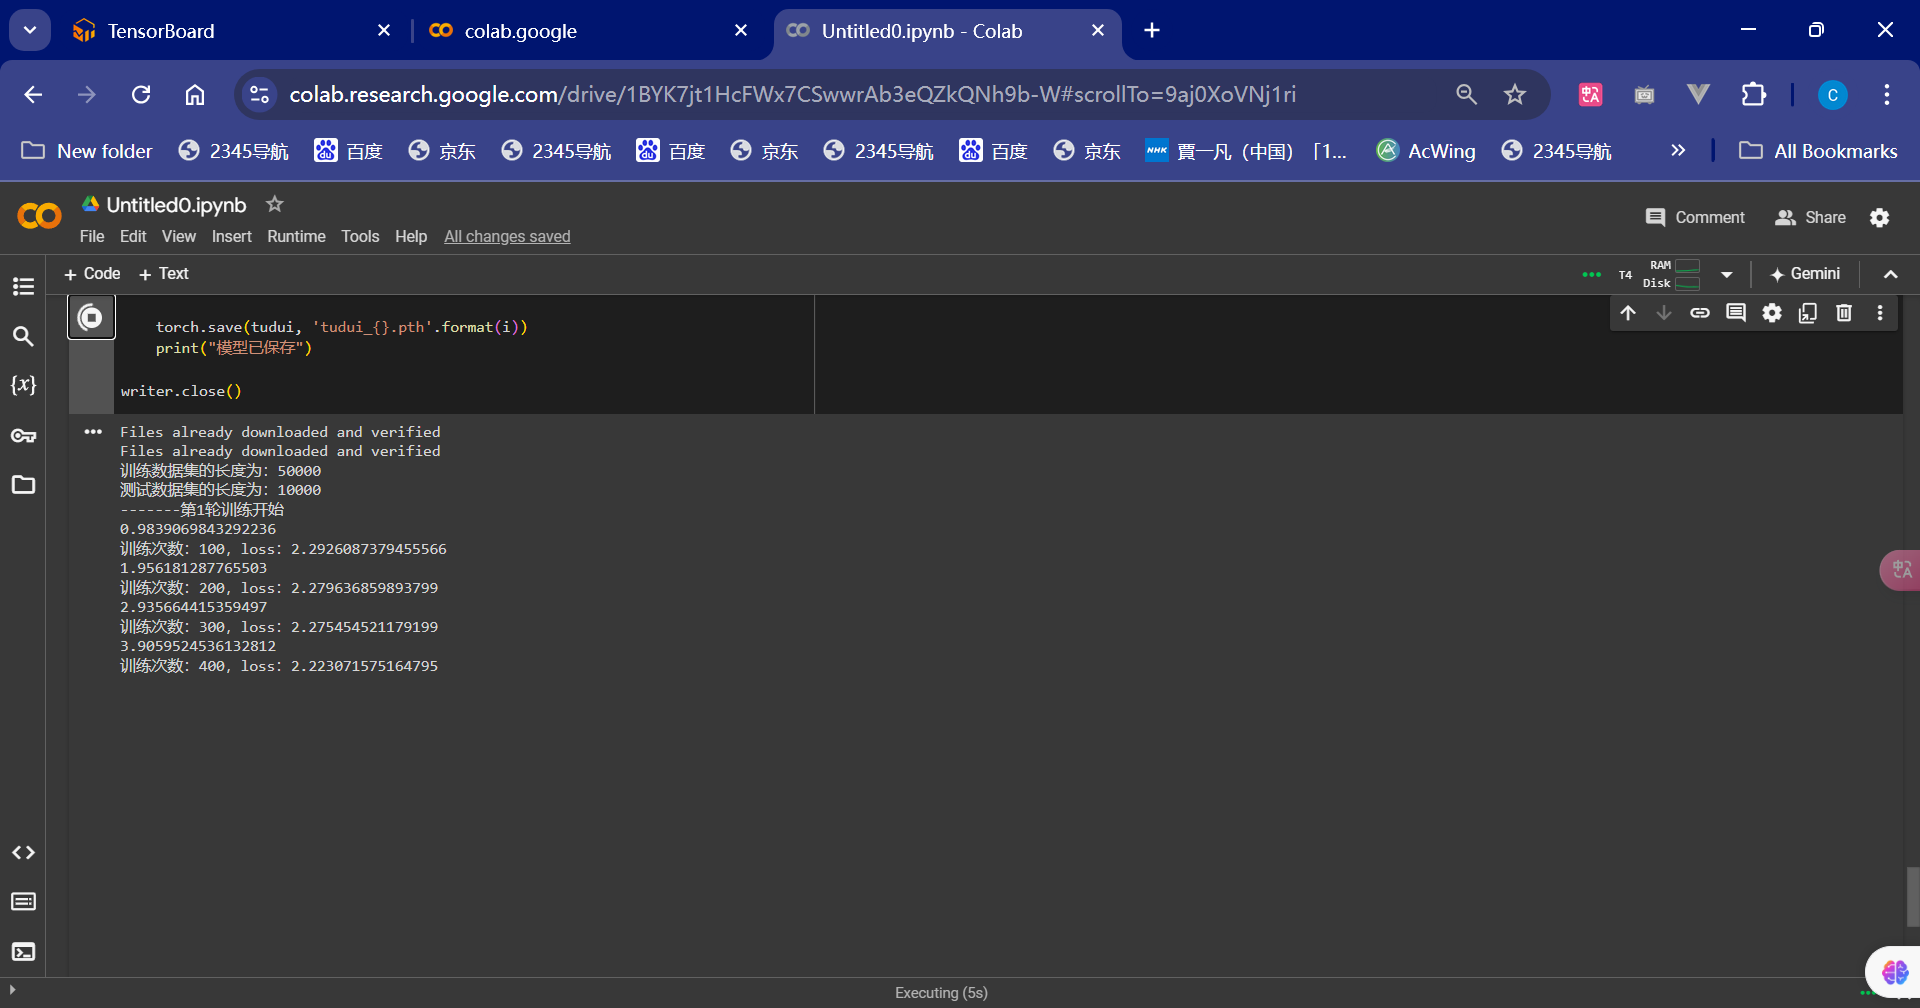 TensorBoard
colab.google
Untitled0.ipynb - Colab
colab.research.google.com/drive/1BYK7jt1HcFWx7CSwwrAb3eQZkQNh9b-W#scrollTo=9aj0XoVNj1ri
中A
C
New folder
2345导航
du 百度
京东
2345导航
du 百度
京东
2345导航
du 百度
京东
NHK 賈一凡（中国）「1...
AcWing
2345导航
All Bookmarks
CO
Untitled0.ipynb
File Edit View Insert Runtime Tools Help All changes saved
Comment
Share
+ Code + Text
T4
RAM
Disk
Gemini
torch.save(tudui, 'tudui_{}.pth'.format(i))
print("模型已保存")
writer.close()
{x}
Files already downloaded and verified
Files already downloaded and verified
训练数据集的长度为：50000
测试数据集的长度为：10000
-------第1轮训练开始
0.9839069843292236
训练次数：100, loss：2.2926087379455566
1.956181287765503
训练次数：200, loss：2.279636859893799
2.935664415359497
训练次数：300, loss：2.275454521179199
3.9059524536132812
训练次数：400, loss：2.223071575164795
中A
Executing (5s)